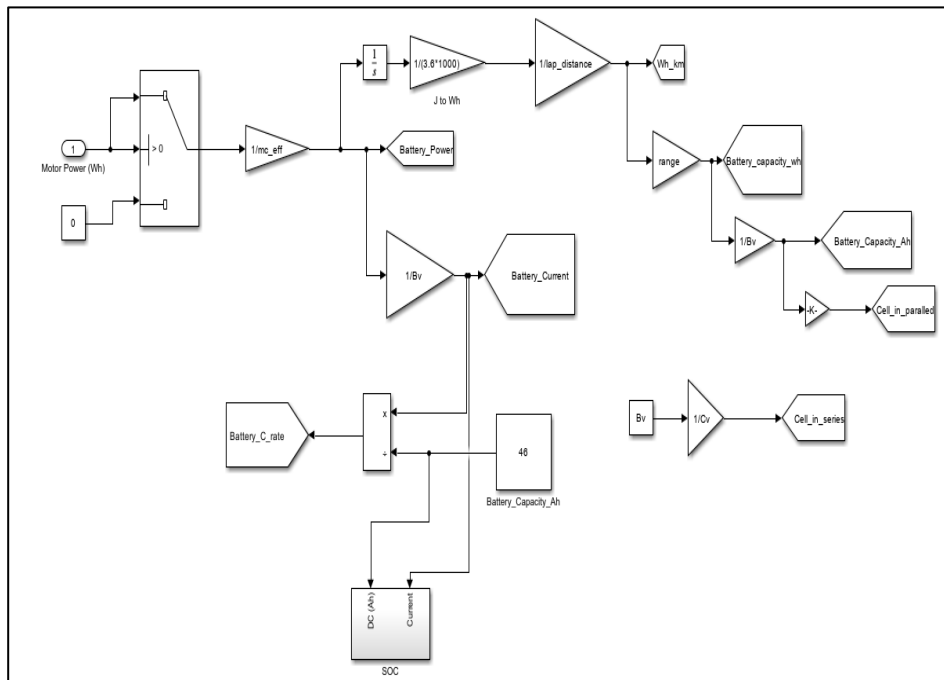 1
s
1/(3.6*1000)
J to Wh
1/lap_distance
Wh_km
1
Motor Power (Wh)
> 0
0
1/mc_eff
Battery_Power
range
Battery_capacity_wh
1/Bv
Battery_Current
1/Bv
Battery_Capacity_Ah
-K-
Cell_in_paralled
Battery_C_rate
x
÷
46
Battery_Capacity_Ah
Bv
1/Cv
Cell_in_series
DC (Ah)
Current
SOC